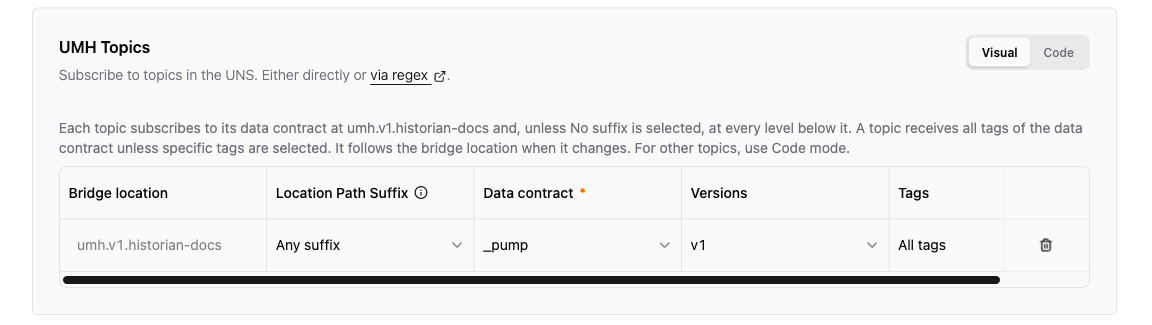 UMH Topics
Visual
Code
Subscribe to topics in the UNS. Either directly or via regex.
Each topic subscribes to its data contract at umh.v1.historian-docs and, unless No suffix is selected, at every level below it. A topic receives all tags of the data
contract unless specific tags are selected. It follows the bridge location when it changes. For other topics, use Code mode.
Bridge location
Location Path Suffix
Data contract *
Versions
Tags
umh.v1.historian-docs
Any suffix
_pump
v1
All tags